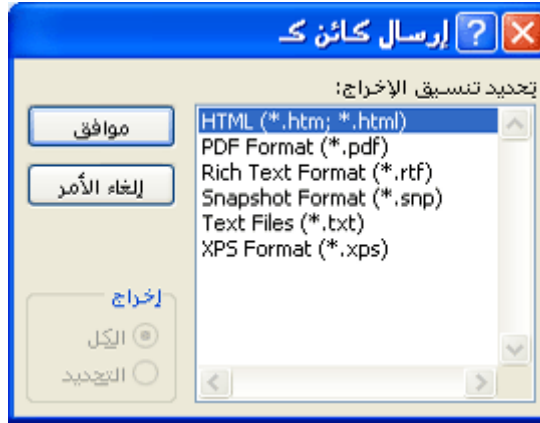 إرسال كائن كـ
تحديد تنسيق الإخراج:
HTML (*.htm; *.html)
PDF Format (*.pdf)
Rich Text Format (*.rtf)
Snapshot Format (*.snp)
Text Files (*.txt)
XPS Format (*.xps)
موافق
إلغاء الأمر
إخراج
الكل
التحديد